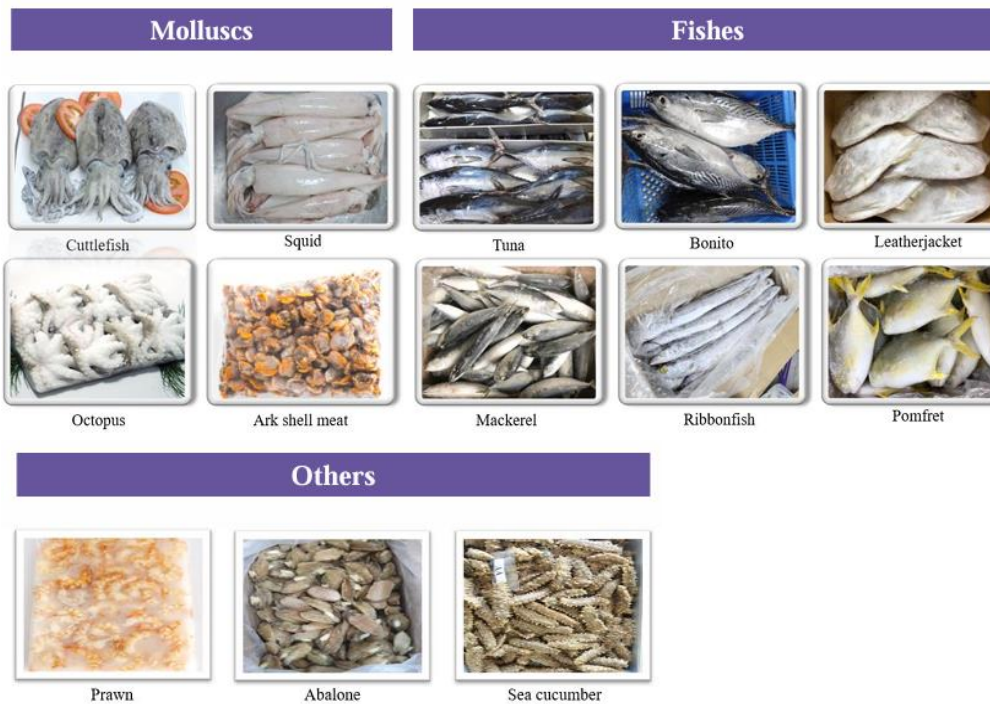 Molluscs
Fishes
Cuttlefish
Squid
Tuna
Bonito
Leatherjacket
Octopus
Ark shell meat
Mackerel
Ribbonfish
Pomfret
Others
Prawn
Abalone
Sea cucumber